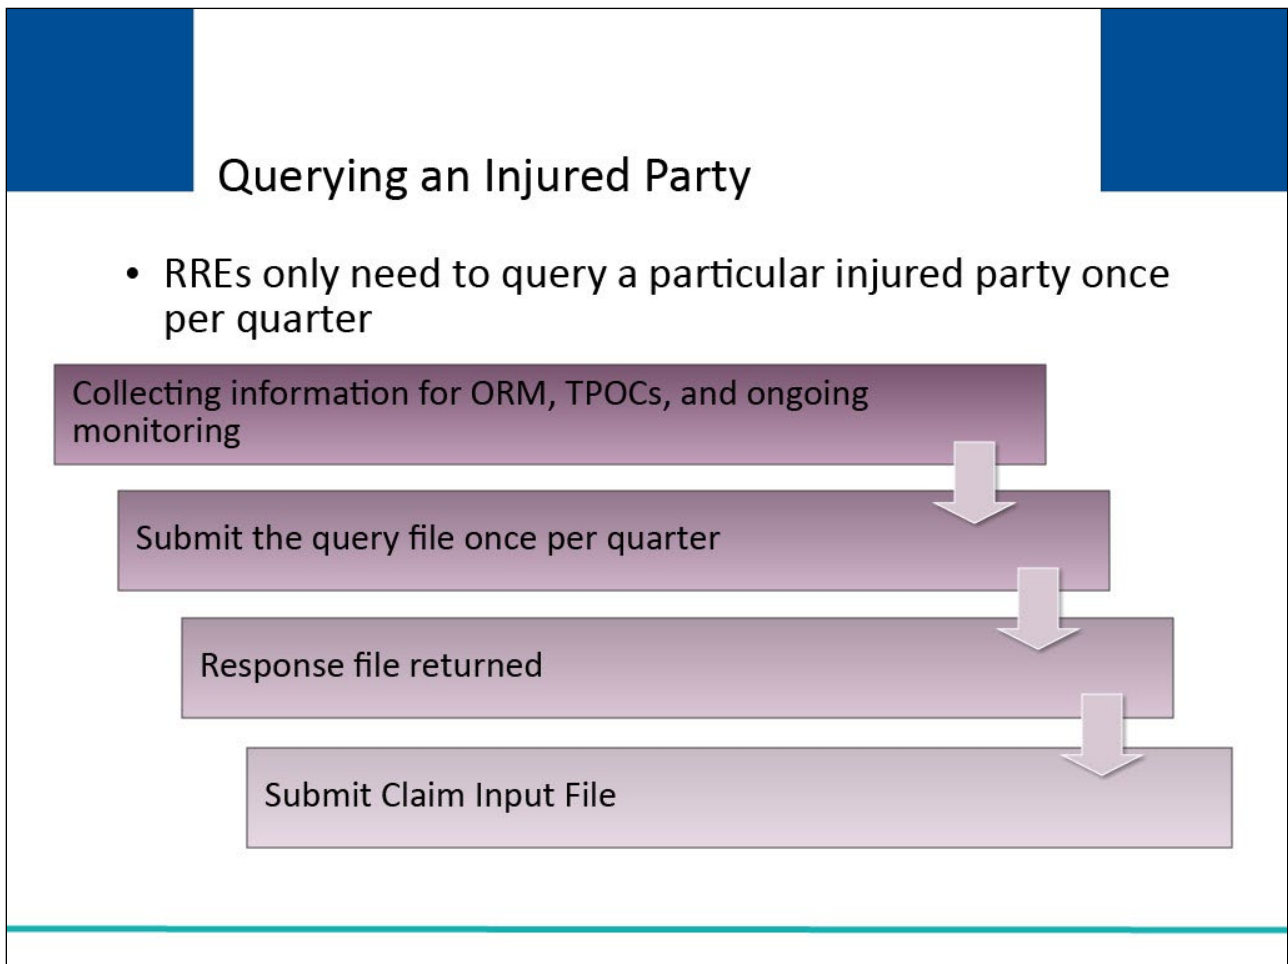 Querying an Injured Party
• RREs only need to query a particular injured party once
per quarter
Collecting information for ORM, TPOCs, and ongoing
monitoring
Submit the query file once per quarter
Response file returned
Submit Claim Input File